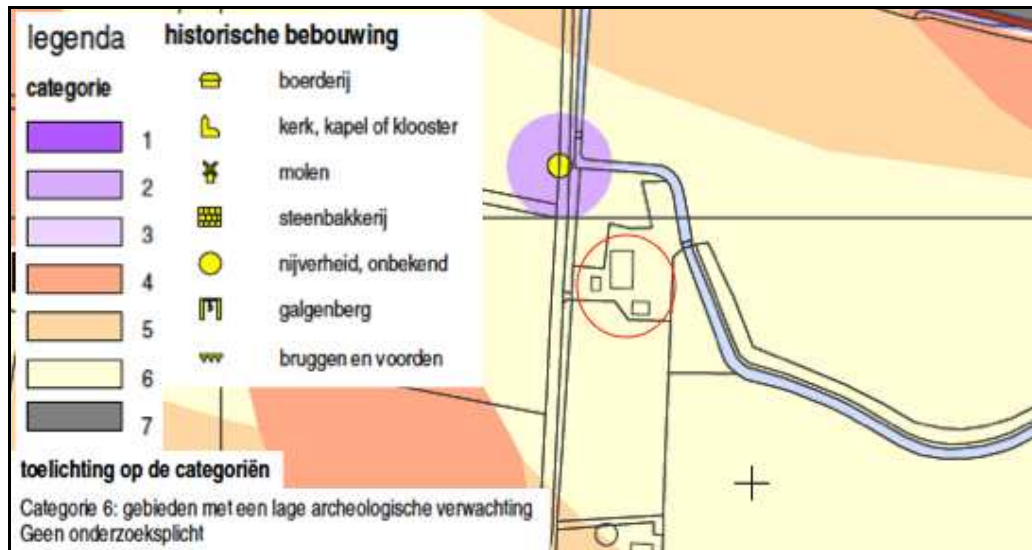 legenda
historische bebouwing
categorie
boerderij
kerk, kapel of klooster
molen
steenbakkerij
nijverheid, onbekend
galgenberg
bruggen en voorden
1
2
3
4
5
6
7
toelichting op de categoriën
Categorie 6: gebieden met een lage archeologische verwachting
Geen onderzoeksplicht